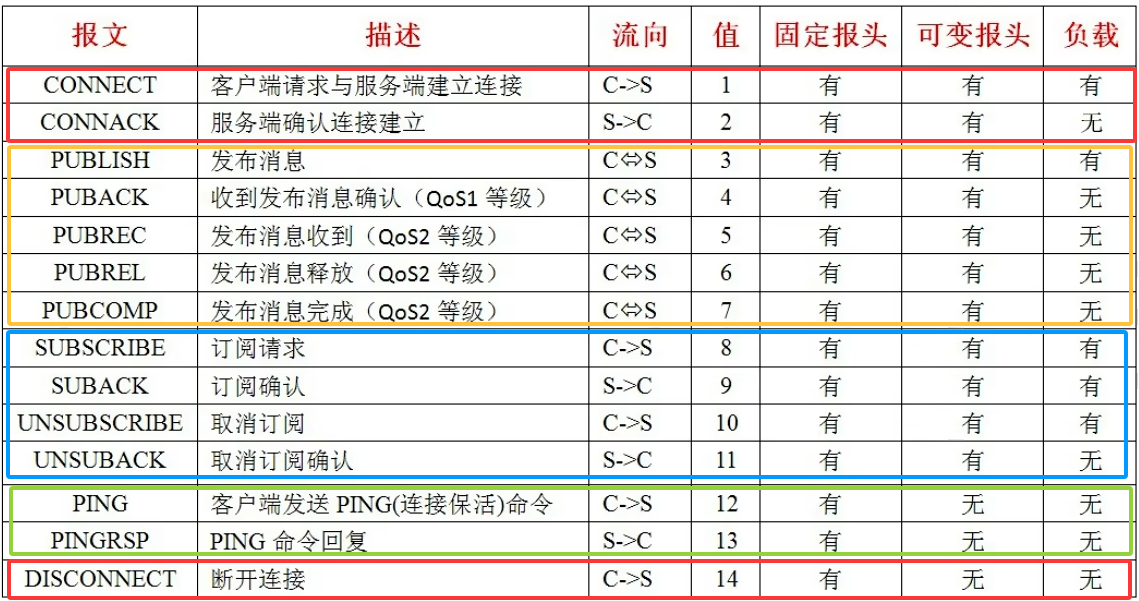 报文 描述 流向 值 固定报头 可变报头 负载
CONNECT 客户端请求与服务端建立连接 C->S 1 有 有 有
CONNACK 服务端确认连接建立 S->C 2 有 有 无
PUBLISH 发布消息 C⇔S 3 有 有 有
PUBACK 收到发布消息确认（QoS1 等级） C⇔S 4 有 有 无
PUBREC 发布消息收到（QoS2 等级） C⇔S 5 有 有 无
PUBREL 发布消息释放（QoS2 等级） C⇔S 6 有 有 无
PUBCOMP 发布消息完成（QoS2 等级） C⇔S 7 有 有 无
SUBSCRIBE 订阅请求 C->S 8 有 有 有
SUBACK 订阅确认 S->C 9 有 有 有
UNSUBSCRIBE 取消订阅 C->S 10 有 有 有
UNSUBACK 取消订阅确认 S->C 11 有 有 无
PING 客户端发送 PING(连接保活)命令 C->S 12 有 无 无
PINGRSP PING 命令回复 S->C 13 有 无 无
DISCONNECT 断开连接 C->S 14 有 无 无